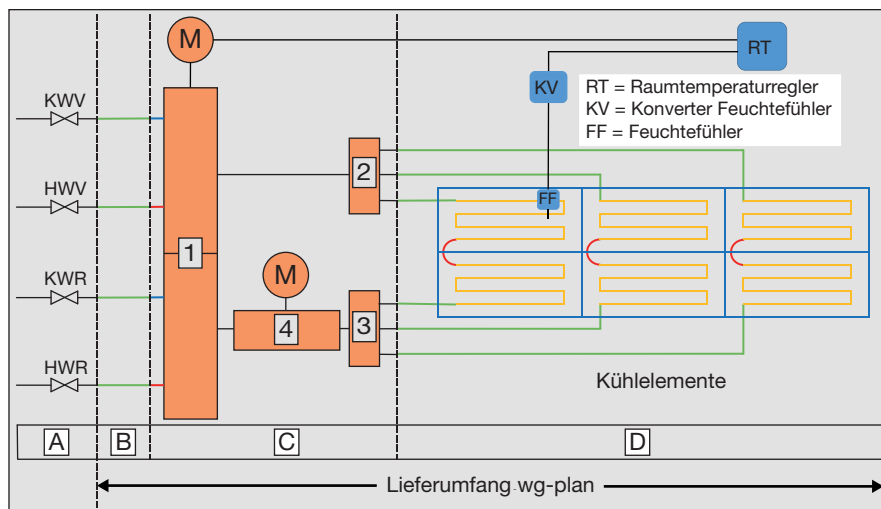 M
RT
KV
RT = Raumtemperaturregler
KV = Konverter Feuchtefühler
FF = Feuchtefühler
KWV
HWV
KWR
HWR
1
2
FF
M
4
3
Kühlelemente
A
B
C
D
Lieferumfang wg-plan